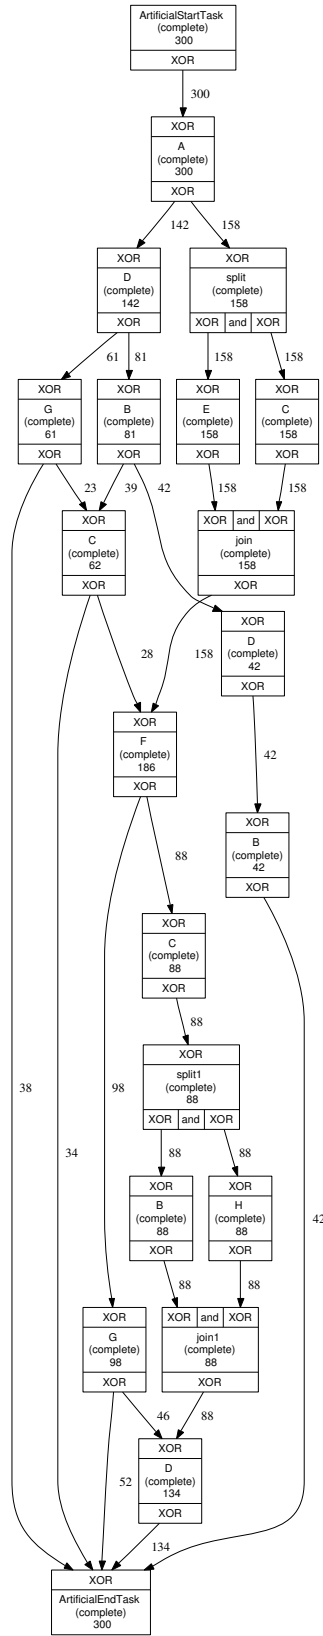 ArtificialStartTask
(complete)
300
XOR
300
XOR
A
(complete)
300
XOR
142
158
XOR
D
(complete)
142
XOR
XOR
split
(complete)
158
XOR and XOR
61
81
158
158
XOR
G
(complete)
61
XOR
XOR
B
(complete)
81
XOR
XOR
E
(complete)
158
XOR
XOR
C
(complete)
158
XOR
23
39
42
158
158
XOR
C
(complete)
62
XOR
XOR and XOR
join
(complete)
158
XOR
28
158
XOR
D
(complete)
42
XOR
XOR
F
(complete)
186
XOR
42
XOR
B
(complete)
42
XOR
88
XOR
C
(complete)
88
XOR
88
XOR
split1
(complete)
88
XOR and XOR
38
98
34
88
88
XOR
B
(complete)
88
XOR
XOR
H
(complete)
88
XOR
42
88
88
XOR
G
(complete)
98
XOR
XOR and XOR
join1
(complete)
88
XOR
46
88
52
XOR
D
(complete)
134
XOR
134
XOR
ArtificialEndTask
(complete)
300
XOR